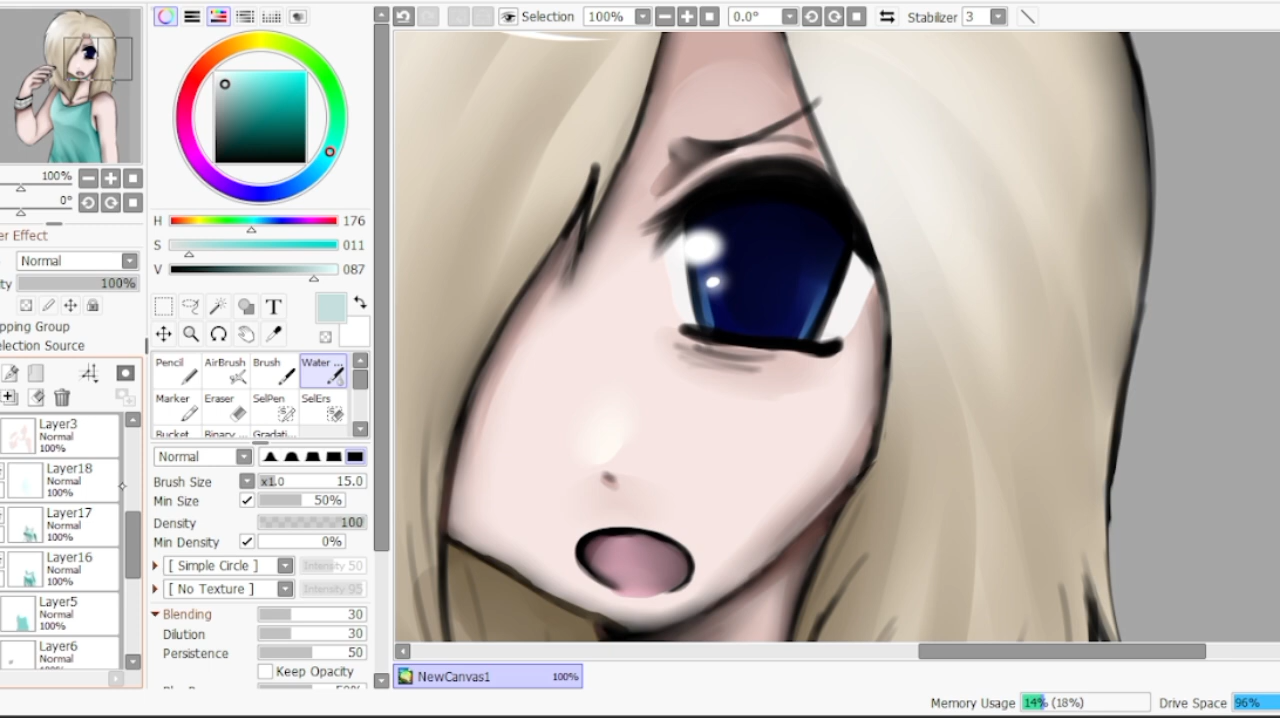 Selection 100% 0.0° Stabilizer 3
100%
0°
er Effect
Normal
ty 100%
pping Group
election Source
Layer3
Normal
100%
Layer18
Normal
100%
Layer17
Normal
100%
Layer16
Normal
100%
Layer5
Normal
100%
Layer6
Normal
H 176
S 011
V 087
T
Pencil AirBrush Brush Water ...
Marker Eraser SelPen SelErs
Bucket Binary ... Gradati...
Normal
Brush Size x1.0 15.0
Min Size 50%
Density 100
Min Density 0%
[ Simple Circle ] Intensity 50
[ No Texture ] Intensity 95
Blending 30
Dilution 30
Persistence 50
Keep Opacity
NewCanvas1 100%
Memory Usage 14% (18%) Drive Space 96%